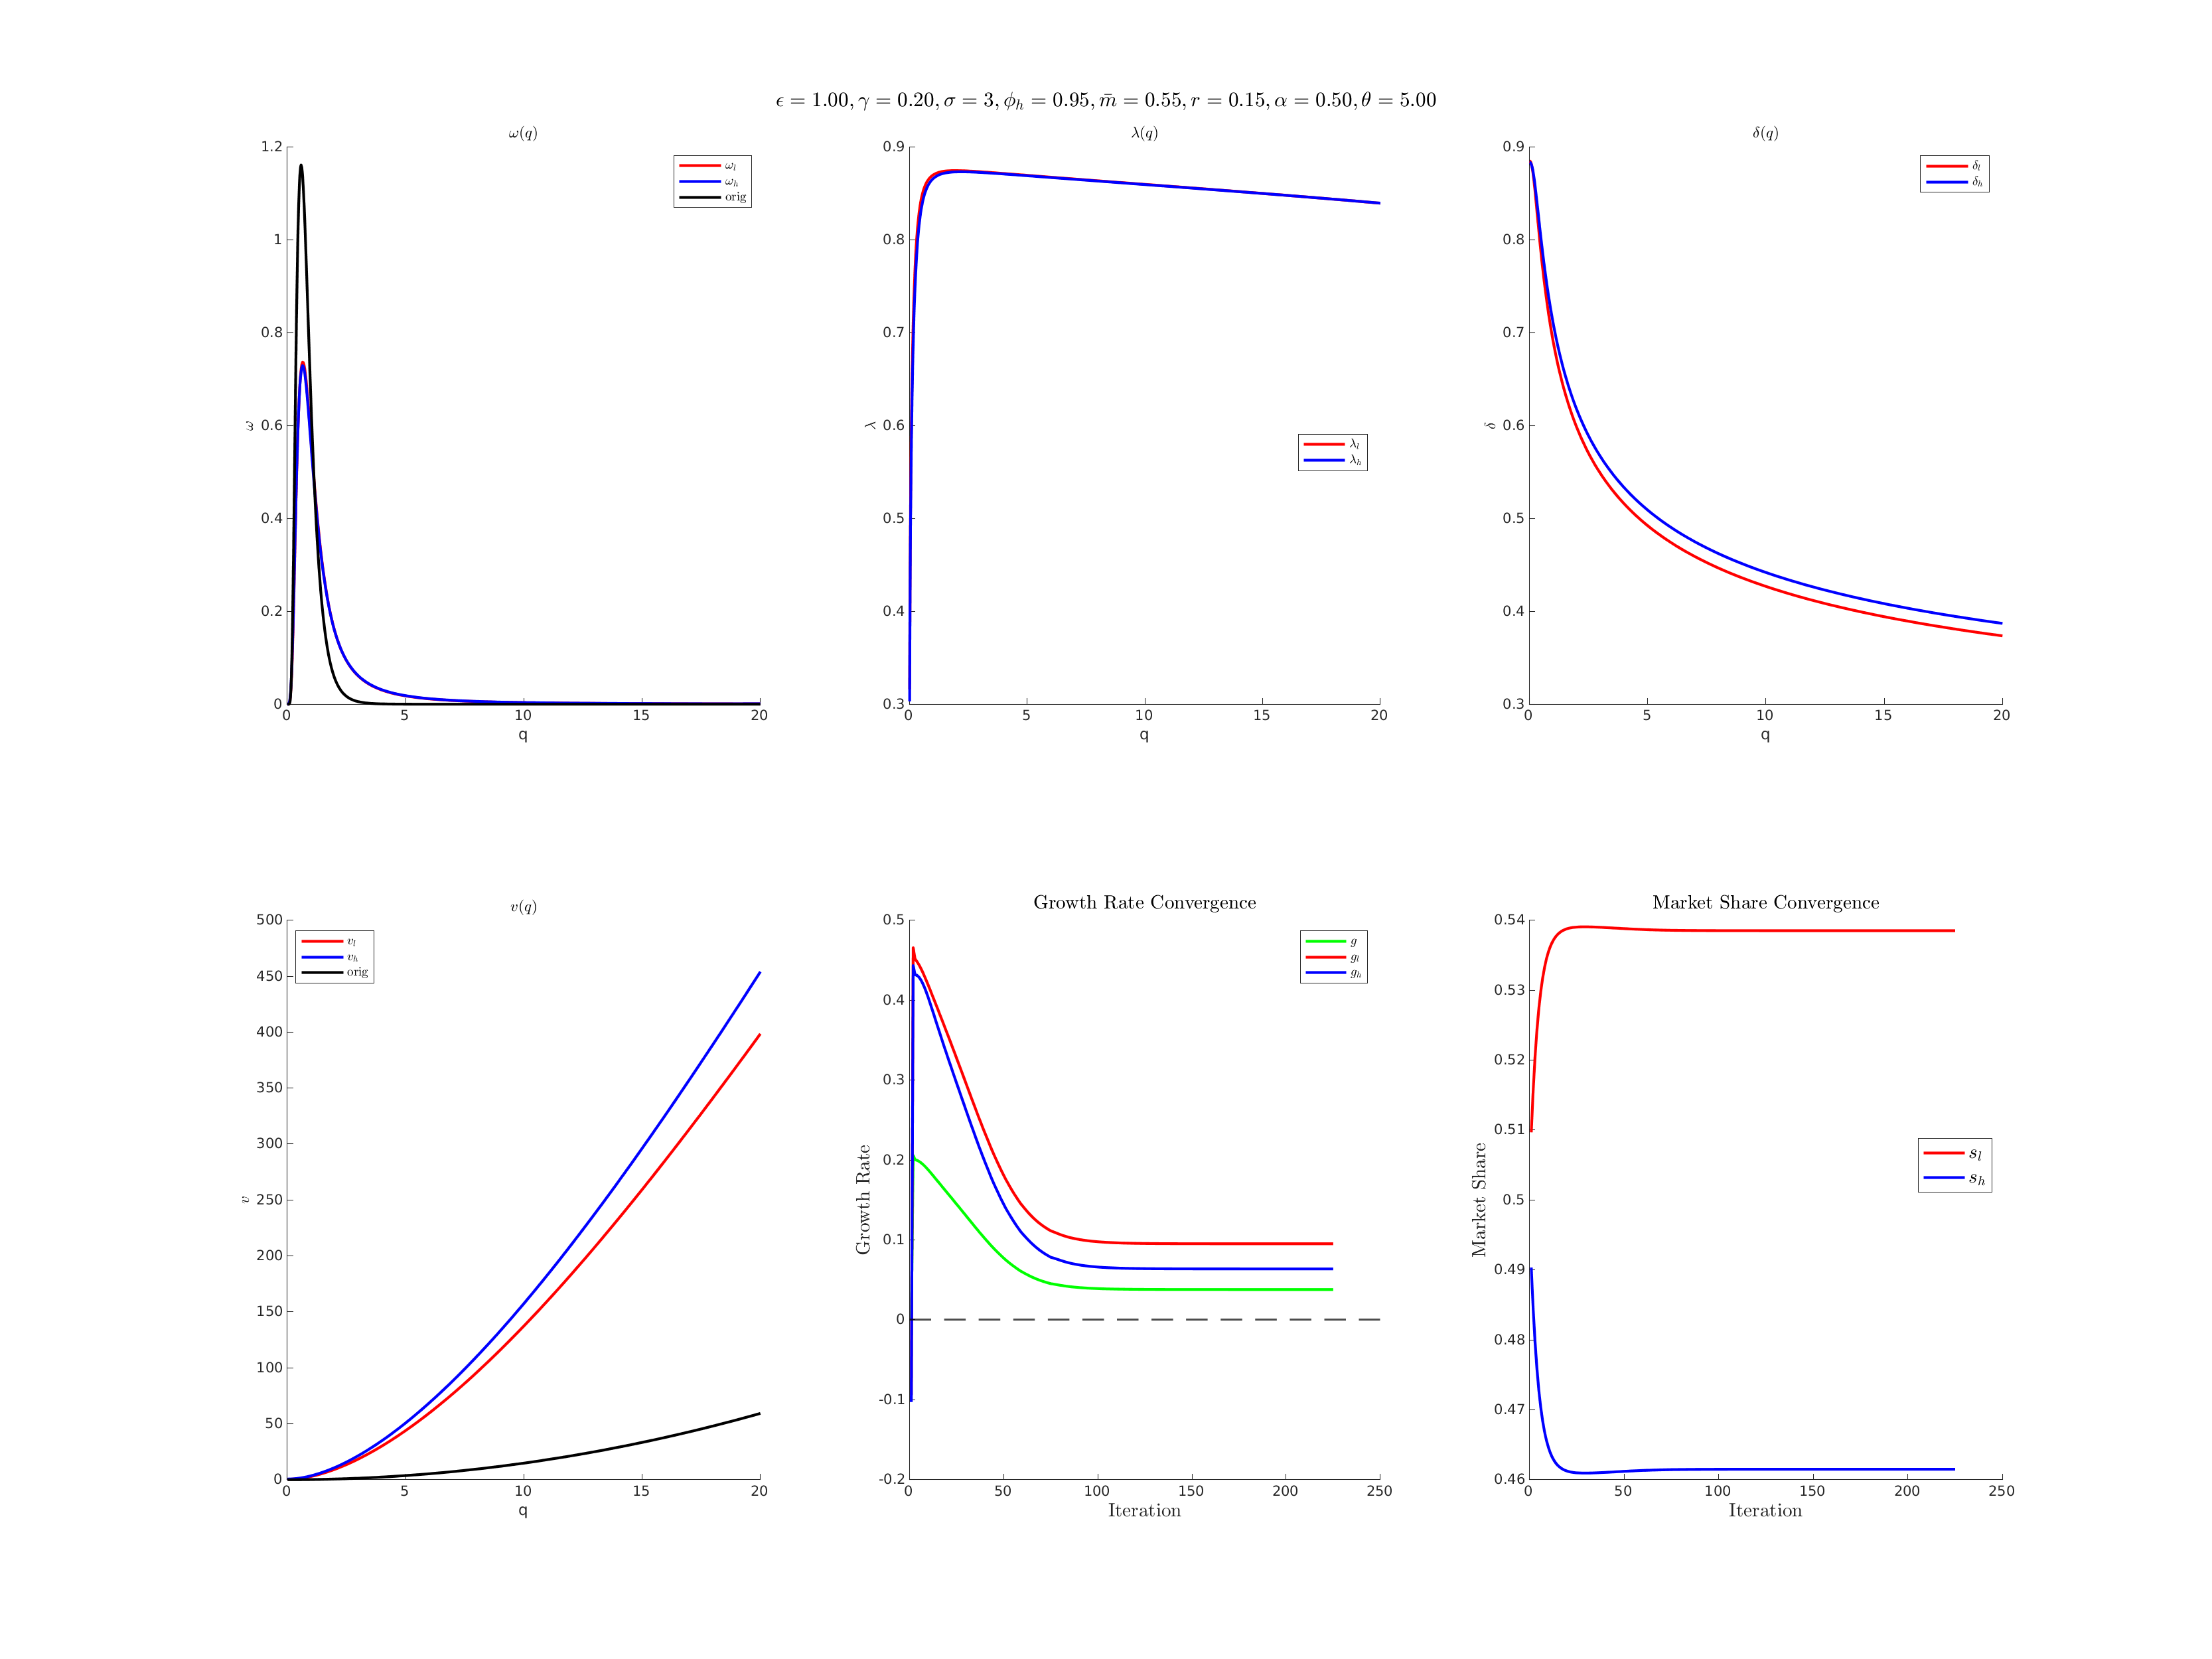 ϵ = 1.00, γ = 0.20, σ = 3, ϕ_h = 0.95, m̄ = 0.55, r = 0.15, α = 0.50, θ = 5.00
ω(q)
1.2
1
0.8
0.6
0.4
0.2
0
ω
0 5 10 15 20
q
ω_l
ω_h
orig
λ(q)
0.9
0.8
0.7
0.6
0.5
0.4
0.3
λ
0 5 10 15 20
q
λ_l
λ_h
δ(q)
0.9
0.8
0.7
0.6
0.5
0.4
0.3
δ
0 5 10 15 20
q
δ_l
δ_h
v(q)
500
450
400
350
300
250
200
150
100
50
0
v
0 5 10 15 20
q
v_l
v_h
orig
Growth Rate Convergence
0.5
0.4
0.3
0.2
0.1
0
-0.1
-0.2
Growth Rate
0 50 100 150 200 250
Iteration
g
g_l
g_h
Market Share Convergence
0.54
0.53
0.52
0.51
0.5
0.49
0.48
0.47
0.46
Market Share
0 50 100 150 200 250
Iteration
s_l
s_h